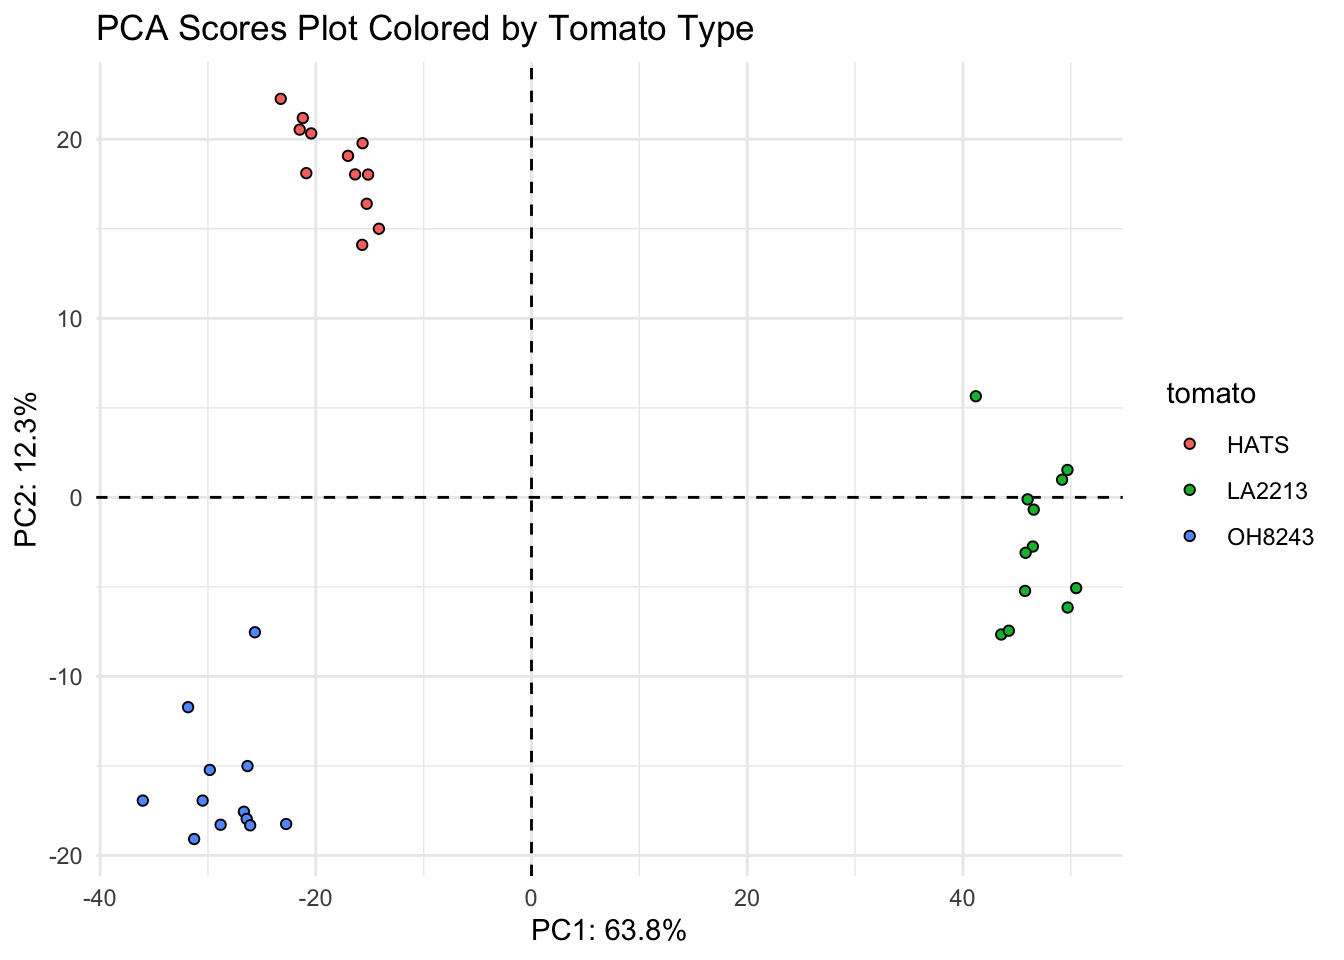 PCA Scores Plot Colored by Tomato Type
20
10
0
-10
-20
PC2: 12.3%
-40
-20
0
20
40
PC1: 63.8%
tomato
HATS
LA2213
OH8243